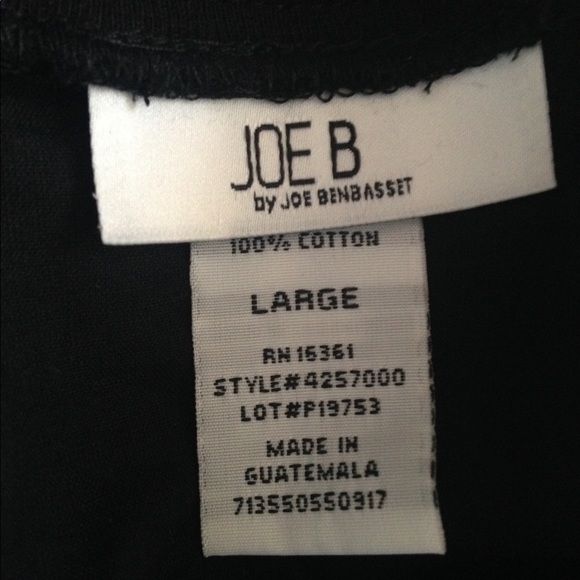 JOE B
by JOE BENBASSET
100% COTTON
LARGE
RN 16361
STYLE#4257000
LOT#P19753
MADE IN
GUATEMALA
713550550917